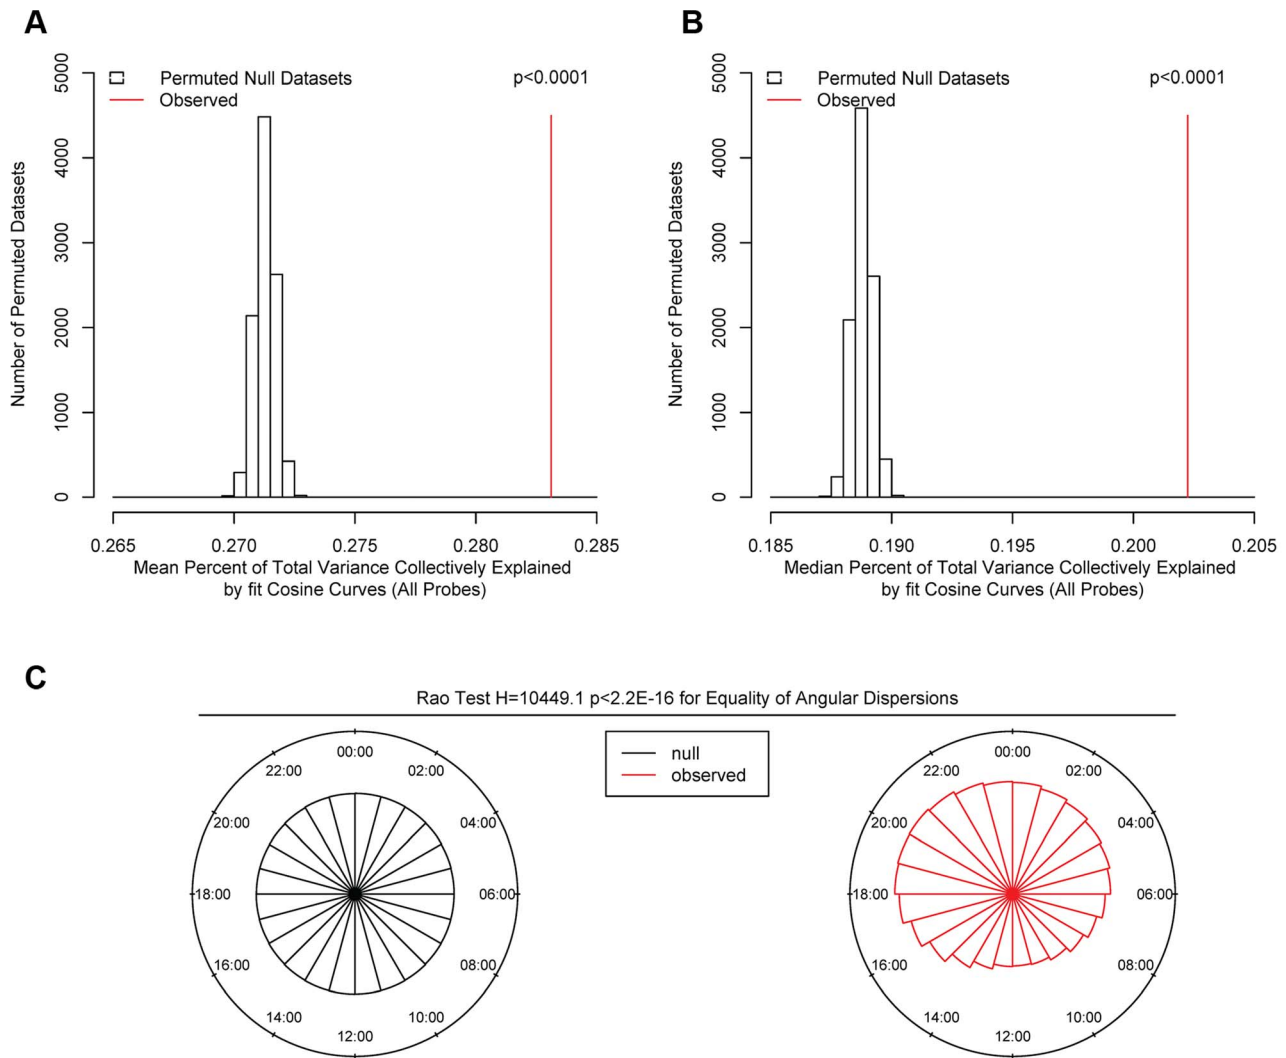 A
5000
4000
3000
2000
1000
0
Number of Permuted Datasets
Permuted Null Datasets
Observed
p<0.0001
0.265 0.270 0.275 0.280 0.285
Mean Percent of Total Variance Collectively Explained
by fit Cosine Curves (All Probes)
B
5000
4000
3000
2000
1000
0
Number of Permuted Datasets
Permuted Null Datasets
Observed
p<0.0001
0.185 0.190 0.195 0.200 0.205
Median Percent of Total Variance Collectively Explained
by fit Cosine Curves (All Probes)
C
Rao Test H=10449.1 p<2.2E-16 for Equality of Angular Dispersions
00:00
02:00
04:00
06:00
08:00
10:00
12:00
14:00
16:00
18:00
20:00
22:00
null
observed
00:00
02:00
04:00
06:00
08:00
10:00
12:00
14:00
16:00
18:00
20:00
22:00